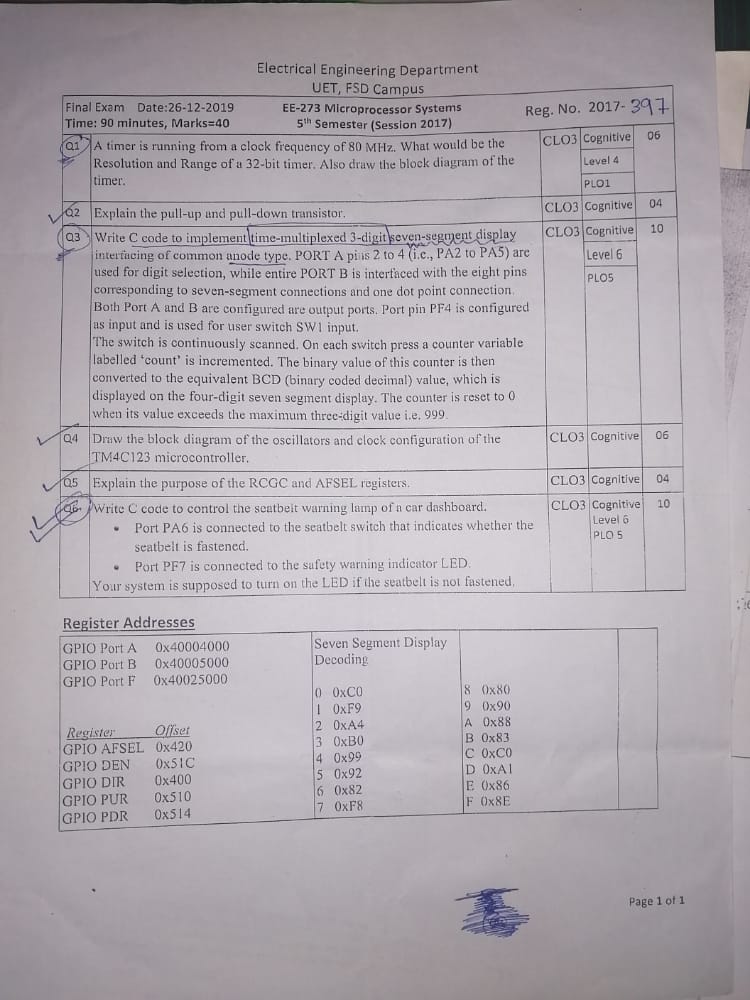 Electrical Engineering Department
UET, FSD Campus
Final Exam Date:26-12-2019 EE-273 Microprocessor Systems Reg. No. 2017- 397
Time: 90 minutes, Marks=40 5th Semester (Session 2017)
Q1 A timer is running from a clock frequency of 80 MHz. What would be the CLO3 Cognitive 06
Resolution and Range of a 32-bit timer. Also draw the block diagram of the Level 4
timer. PLO1
Q2 Explain the pull-up and pull-down transistor. CLO3 Cognitive 04
Q3 Write C code to implement time-multiplexed 3-digit seven-segment display CLO3 Cognitive 10
interfacing of common anode type. PORT A pins 2 to 4 (i.e., PA2 to PA5) are Level 6
used for digit selection, while entire PORT B is interfaced with the eight pins PLO5
corresponding to seven-segment connections and one dot point connection.
Both Port A and B are configured are output ports. Port pin PF4 is configured
as input and is used for user switch SW1 input.
The switch is continuously scanned. On each switch press a counter variable
labelled ‘count’ is incremented. The binary value of this counter is then
converted to the equivalent BCD (binary coded decimal) value, which is
displayed on the four-digit seven segment display. The counter is reset to 0
when its value exceeds the maximum three-digit value i.e. 999.
Q4 Draw the block diagram of the oscillators and clock configuration of the CLO3 Cognitive 06
TM4C123 microcontroller.
Q5 Explain the purpose of the RCGC and AFSEL registers. CLO3 Cognitive 04
Q6. Write C code to control the seatbelt warning lamp of a car dashboard. CLO3 Cognitive 10
• Port PA6 is connected to the seatbelt switch that indicates whether the Level 6
seatbelt is fastened. PLO 5
• Port PF7 is connected to the safety warning indicator LED.
Your system is supposed to turn on the LED if the seatbelt is not fastened.
Register Addresses
GPIO Port A 0x40004000
GPIO Port B 0x40005000
GPIO Port F 0x40025000
Register Offset
GPIO AFSEL 0x420
GPIO DEN 0x51C
GPIO DIR 0x400
GPIO PUR 0x510
GPIO PDR 0x514
Seven Segment Display
Decoding
0 0xC0
1 0xF9
2 0xA4
3 0xB0
4 0x99
5 0x92
6 0x82
7 0xF8
8 0x80
9 0x90
A 0x88
B 0x83
C 0xC0
D 0xA1
E 0x86
F 0x8E
Page 1 of 1